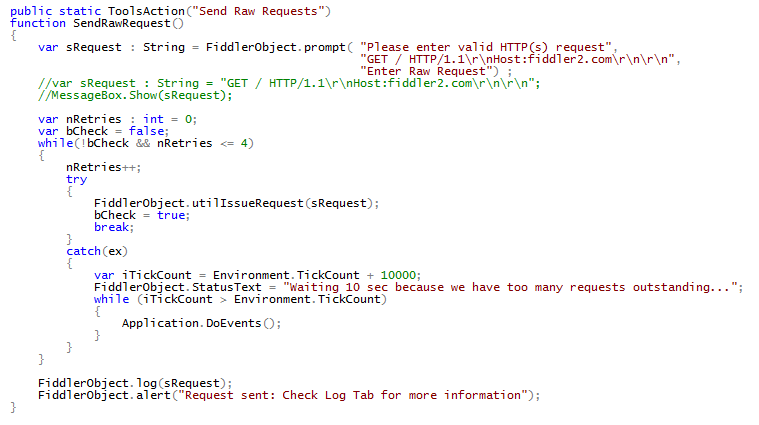 public static ToolsAction("Send Raw Requests")
function SendRawRequest()
{
    var sRequest : String = FiddlerObject.prompt( "Please enter valid HTTP(s) request",
                                                  "GET / HTTP/1.1\r\nHost:fiddler2.com\r\n\r\n",
                                                  "Enter Raw Request") ;
    //var sRequest : String = "GET / HTTP/1.1\r\nHost:fiddler2.com\r\n\r\n";
    //MessageBox.Show(sRequest);

    var nRetries : int = 0;
    var bCheck = false;
    while(!bCheck && nRetries <= 4)
    {
        nRetries++;
        try
        {
            FiddlerObject.utilIssueRequest(sRequest);
            bCheck = true;
            break;
        }
        catch(ex)
        {
            var iTickCount = Environment.TickCount + 10000;
            FiddlerObject.StatusText = "Waiting 10 sec because we have too many requests outstanding...";
            while (iTickCount > Environment.TickCount)
            {
                Application.DoEvents();
            }
        }
    }

    FiddlerObject.log(sRequest);
    FiddlerObject.alert("Request sent: Check Log Tab for more information");
}